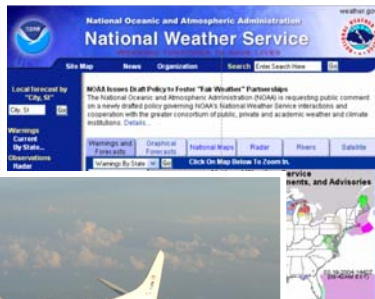 weather.gov
National Oceanic and Atmospheric Administration
National Weather Service
Site Map News Organization Search Enter Search Here Go
Local forecast by
"City, St"
City, St Go
Warnings
Current
By State...
Observations
Radar
NOAA Issues Draft Policy to Foster "Fair Weather" Partnerships
The National Oceanic and Atmospheric Administration (NOAA) is requesting public comment
on a newly drafted policy governing NOAA's National Weather Service interactions and
cooperation with the greater consortium of public, private and academic weather and climate
institutions. Details...
Warnings and Forecasts Graphical Forecasts National Maps Radar Rivers Satellite
Warnings By State Go Click On Map Below To Zoom In.
ervice
ments, and Advisories